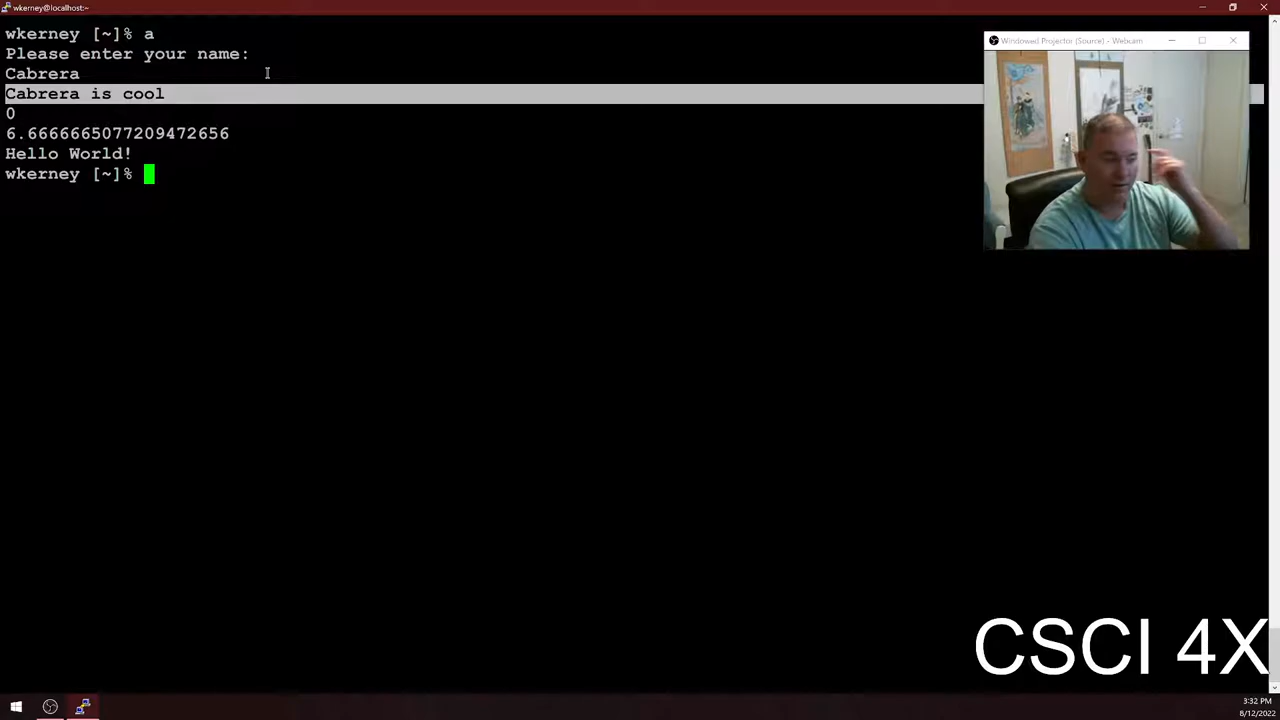 wkerney@localhost:~
wkerney [~]% a
Please enter your name:
Cabrera
Cabrera is cool
0
6.6666665077209472656
Hello World!
wkerney [~]%
Windowed Projector (Source) - Webcam
CSCI 4X
3:32 PM
8/12/2022